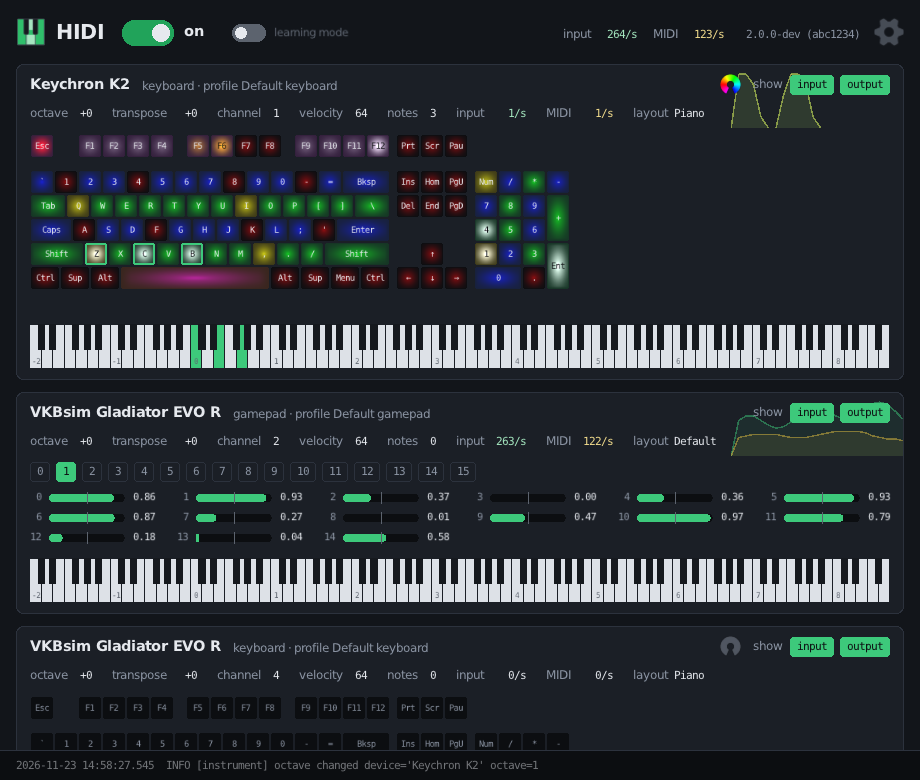 HIDI on learning mode input 264/s MIDI 123/s 2.0.0-dev (abc1234)
Keychron K2 keyboard · profile Default keyboard show input output
octave +0 transpose +0 channel 1 velocity 64 notes 3 input 1/s MIDI 1/s layout Piano
Esc F1 F2 F3 F4 F5 F6 F7 F8 F9 F10 F11 F12 Prt Scr Pau
` 1 2 3 4 5 6 7 8 9 0 - = Bksp Ins Hom PgU Num / * -
Tab Q W E R T Y U I O P [ ] \ Del End PgD 7 8 9 +
Caps A S D F G H J K L ; ' Enter 4 5 6
Shift Z X C V B N M , . / Shift ↑ 1 2 3 Ent
Ctrl Sup Alt Alt Sup Menu Ctrl ← ↓ → 0 .
-2 -1 0 1 2 3 4 5 6 7 8
VKBsim Gladiator EVO R gamepad · profile Default gamepad show input output
octave +0 transpose +0 channel 2 velocity 64 notes 0 input 263/s MIDI 122/s layout Default
0 1 2 3 4 5 6 7 8 9 10 11 12 13 14 15
0 0.86 1 0.93 2 0.37 3 0.00 4 0.36 5 0.93
6 0.87 7 0.27 8 0.01 9 0.47 10 0.97 11 0.79
12 0.18 13 0.04 14 0.58
-2 -1 0 1 2 3 4 5 6 7 8
VKBsim Gladiator EVO R keyboard · profile Default keyboard show input output
octave +0 transpose +0 channel 4 velocity 64 notes 0 input 0/s MIDI 0/s layout Piano
Esc F1 F2 F3 F4 F5 F6 F7 F8 F9 F10 F11 F12 Prt Scr Pau
` 1 2 3 4 5 6 7 8 9 0 - = Bksp Ins Hom PgU Num / * -
2026-11-23 14:58:27.545 INFO [instrument] octave changed device='Keychron K2' octave=1